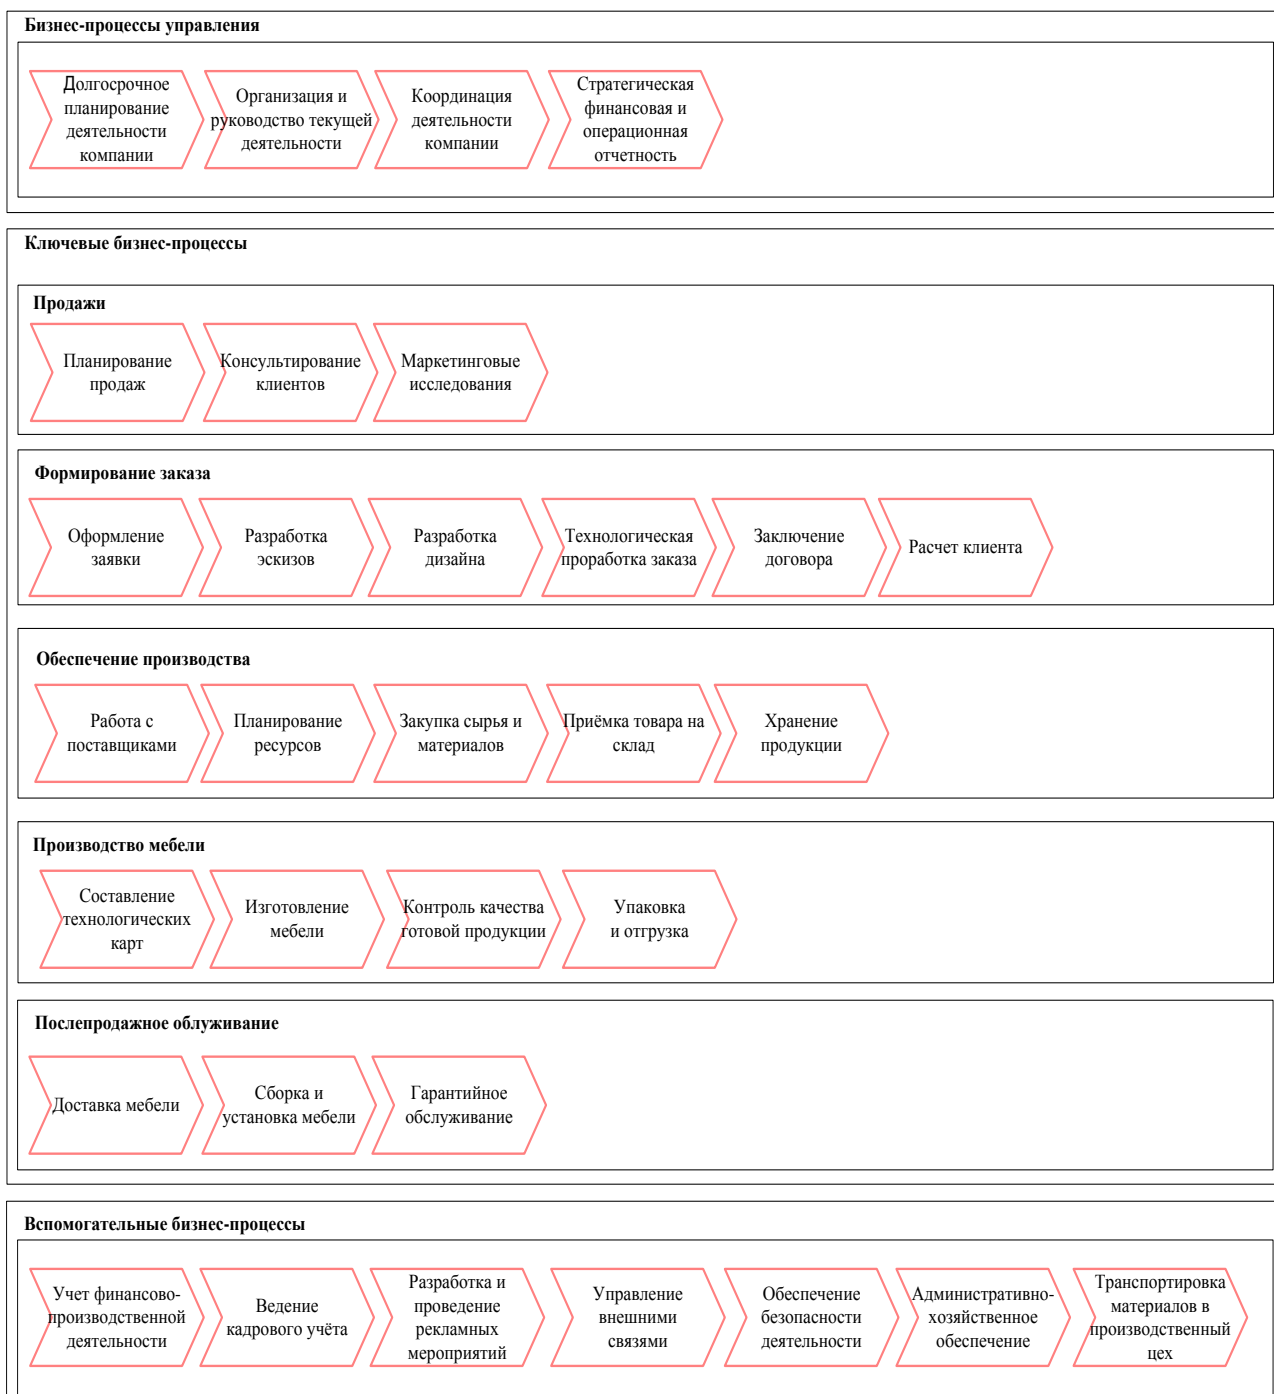 Бизнес-процессы управления
Долгосрочное
планирование
деятельности
компании
Организация и
руководство текущей
деятельности
Координация
деятельности
компании
Стратегическая
финансовая и
операционная
отчетность
Ключевые бизнес-процессы
Продажи
Планирование
продаж
Консультирование
клиентов
Маркетинговые
исследования
Формирование заказа
Оформление
заявки
Разработка
эскизов
Разработка
дизайна
Технологическая
проработка заказа
Заключение
договора
Расчет клиента
Обеспечение производства
Работа с
поставщиками
Планирование
ресурсов
Закупка сырья и
материалов
Приёмка товара на
склад
Хранение
продукции
Производство мебели
Составление
технологических
карт
Изготовление
мебели
Контроль качества
готовой продукции
Упаковка
и отгрузка
Послепродажное облуживание
Доставка мебели
Сборка и
установка мебели
Гарантийное
обслуживание
Вспомогательные бизнес-процессы
Учет финансово-
производственной
деятельности
Ведение
кадрового учёта
Разработка и
проведение
рекламных
мероприятий
Управление
внешними
связями
Обеспечение
безопасности
деятельности
Административно-
хозяйственное
обеспечение
Транспортировка
материалов в
производственный
цех